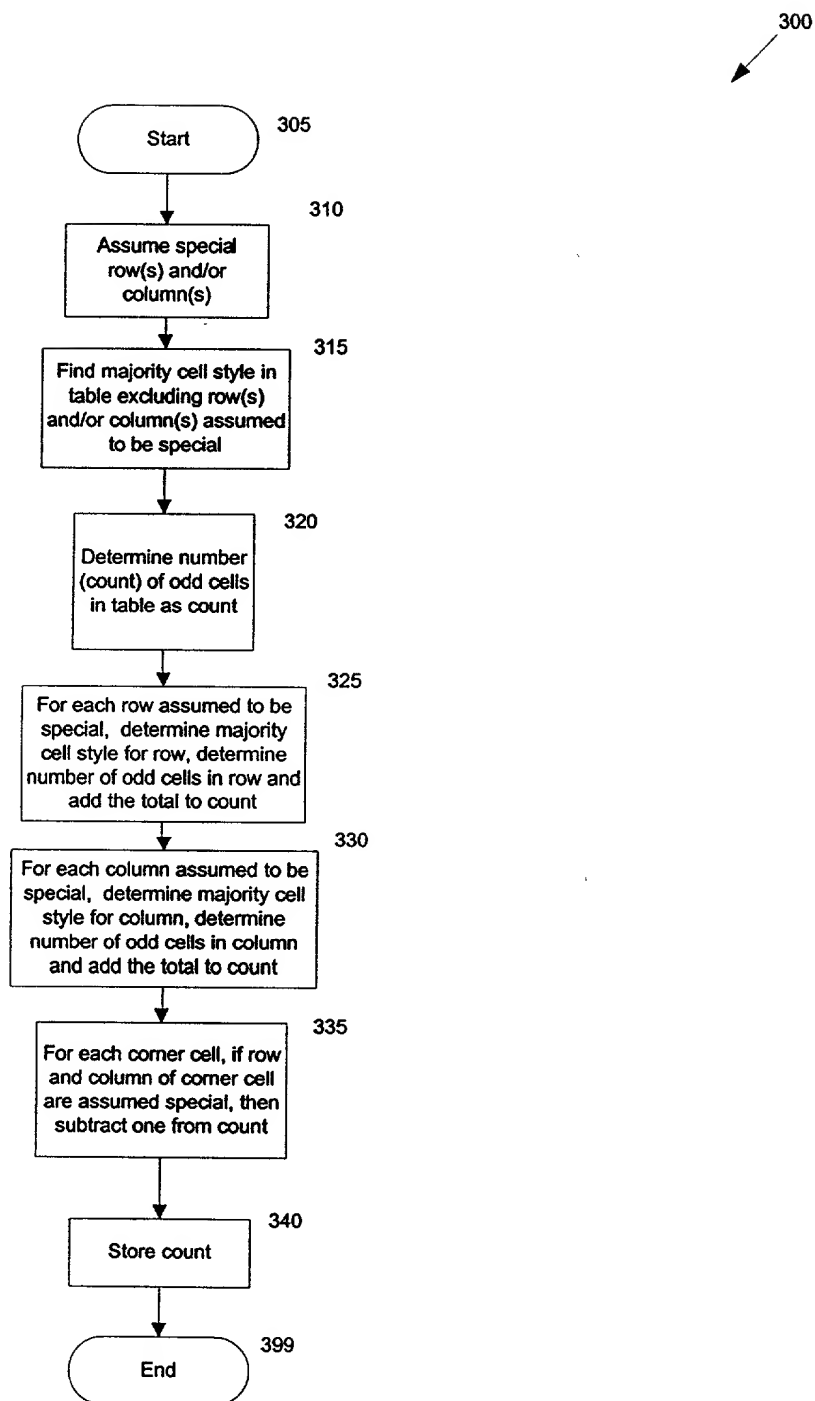 300
Start
305
310
Assume special
row(s) and/or
column(s)
315
Find majority cell style in
table excluding row(s)
and/or column(s) assumed
to be special
320
Determine number
(count) of odd cells
in table as count
325
For each row assumed to be
special, determine majority
cell style for row, determine
number of odd cells in row and
add the total to count
330
For each column assumed to be
special, determine majority cell
style for column, determine
number of odd cells in column
and add the total to count
335
For each corner cell, if row
and column of corner cell
are assumed special, then
subtract one from count
340
Store count
399
End